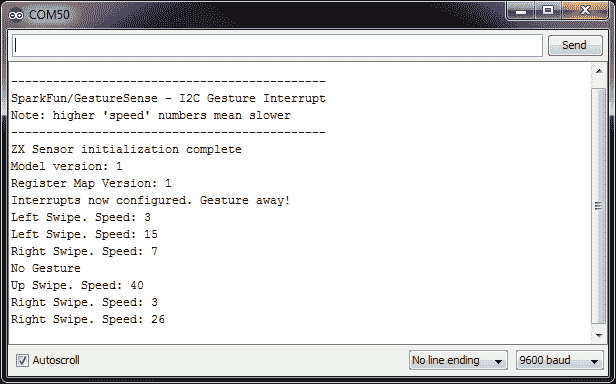 COM50
Send
---------------------------------------------
SparkFun/GestureSense - I2C Gesture Interrupt
Note: higher 'speed' numbers mean slower
---------------------------------------------
ZX Sensor initialization complete
Model version: 1
Register Map Version: 1
Interrupts now configured. Gesture away!
Left Swipe. Speed: 3
Left Swipe. Speed: 15
Right Swipe. Speed: 7
No Gesture
Up Swipe. Speed: 40
Right Swipe. Speed: 3
Right Swipe. Speed: 26
Autoscroll
No line ending
9600 baud